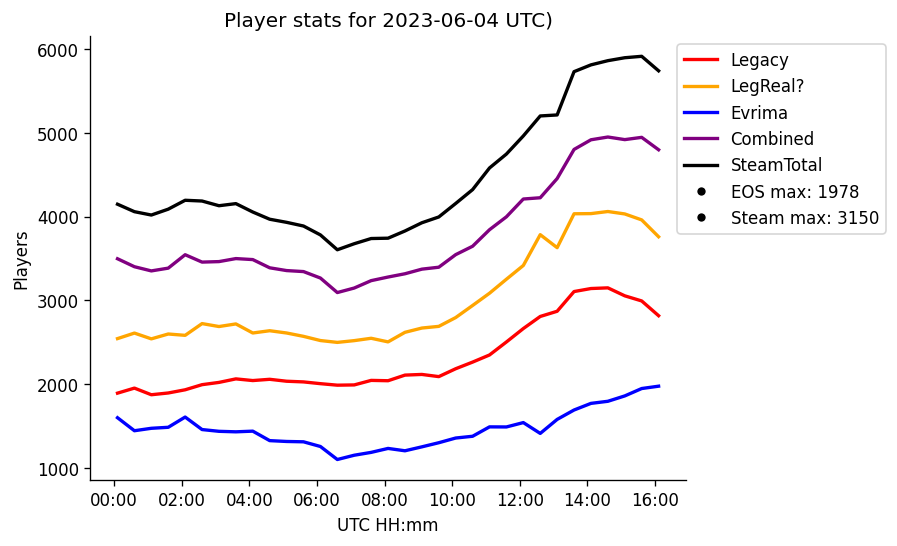 Player stats for 2023-06-04 UTC)
Players
6000
5000
4000
3000
2000
1000
00:00 02:00 04:00 06:00 08:00 10:00 12:00 14:00 16:00
UTC HH:mm
Legacy
LegReal?
Evrima
Combined
SteamTotal
EOS max: 1978
Steam max: 3150